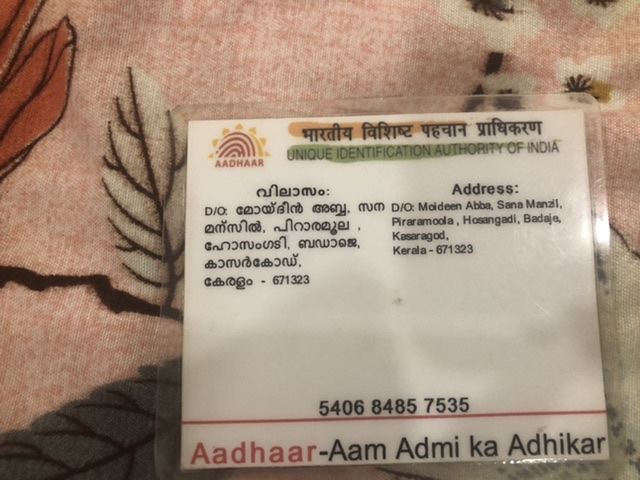 भारतीय विशिष्ट पहचान प्राधिकरण
AADHAAR
UNIQUE IDENTIFICATION AUTHORITY OF INDIA
വിലാസം:
D/O: മോയ്ദീൻ അബ്ബ, സന
മന്സിൽ, പിറാരമൂല ,
ഹോസംഗടി, ബഡാജെ,
കാസർകോഡ്,
കേരളം - 671323
Address:
D/O: Moideen Abba, Sana Manzil,
Piraramoola , Hosangadi, Badaje,
Kasaragod,
Kerala - 671323
5406 8485 7535
Aadhaar-Aam Admi ka Adhikar